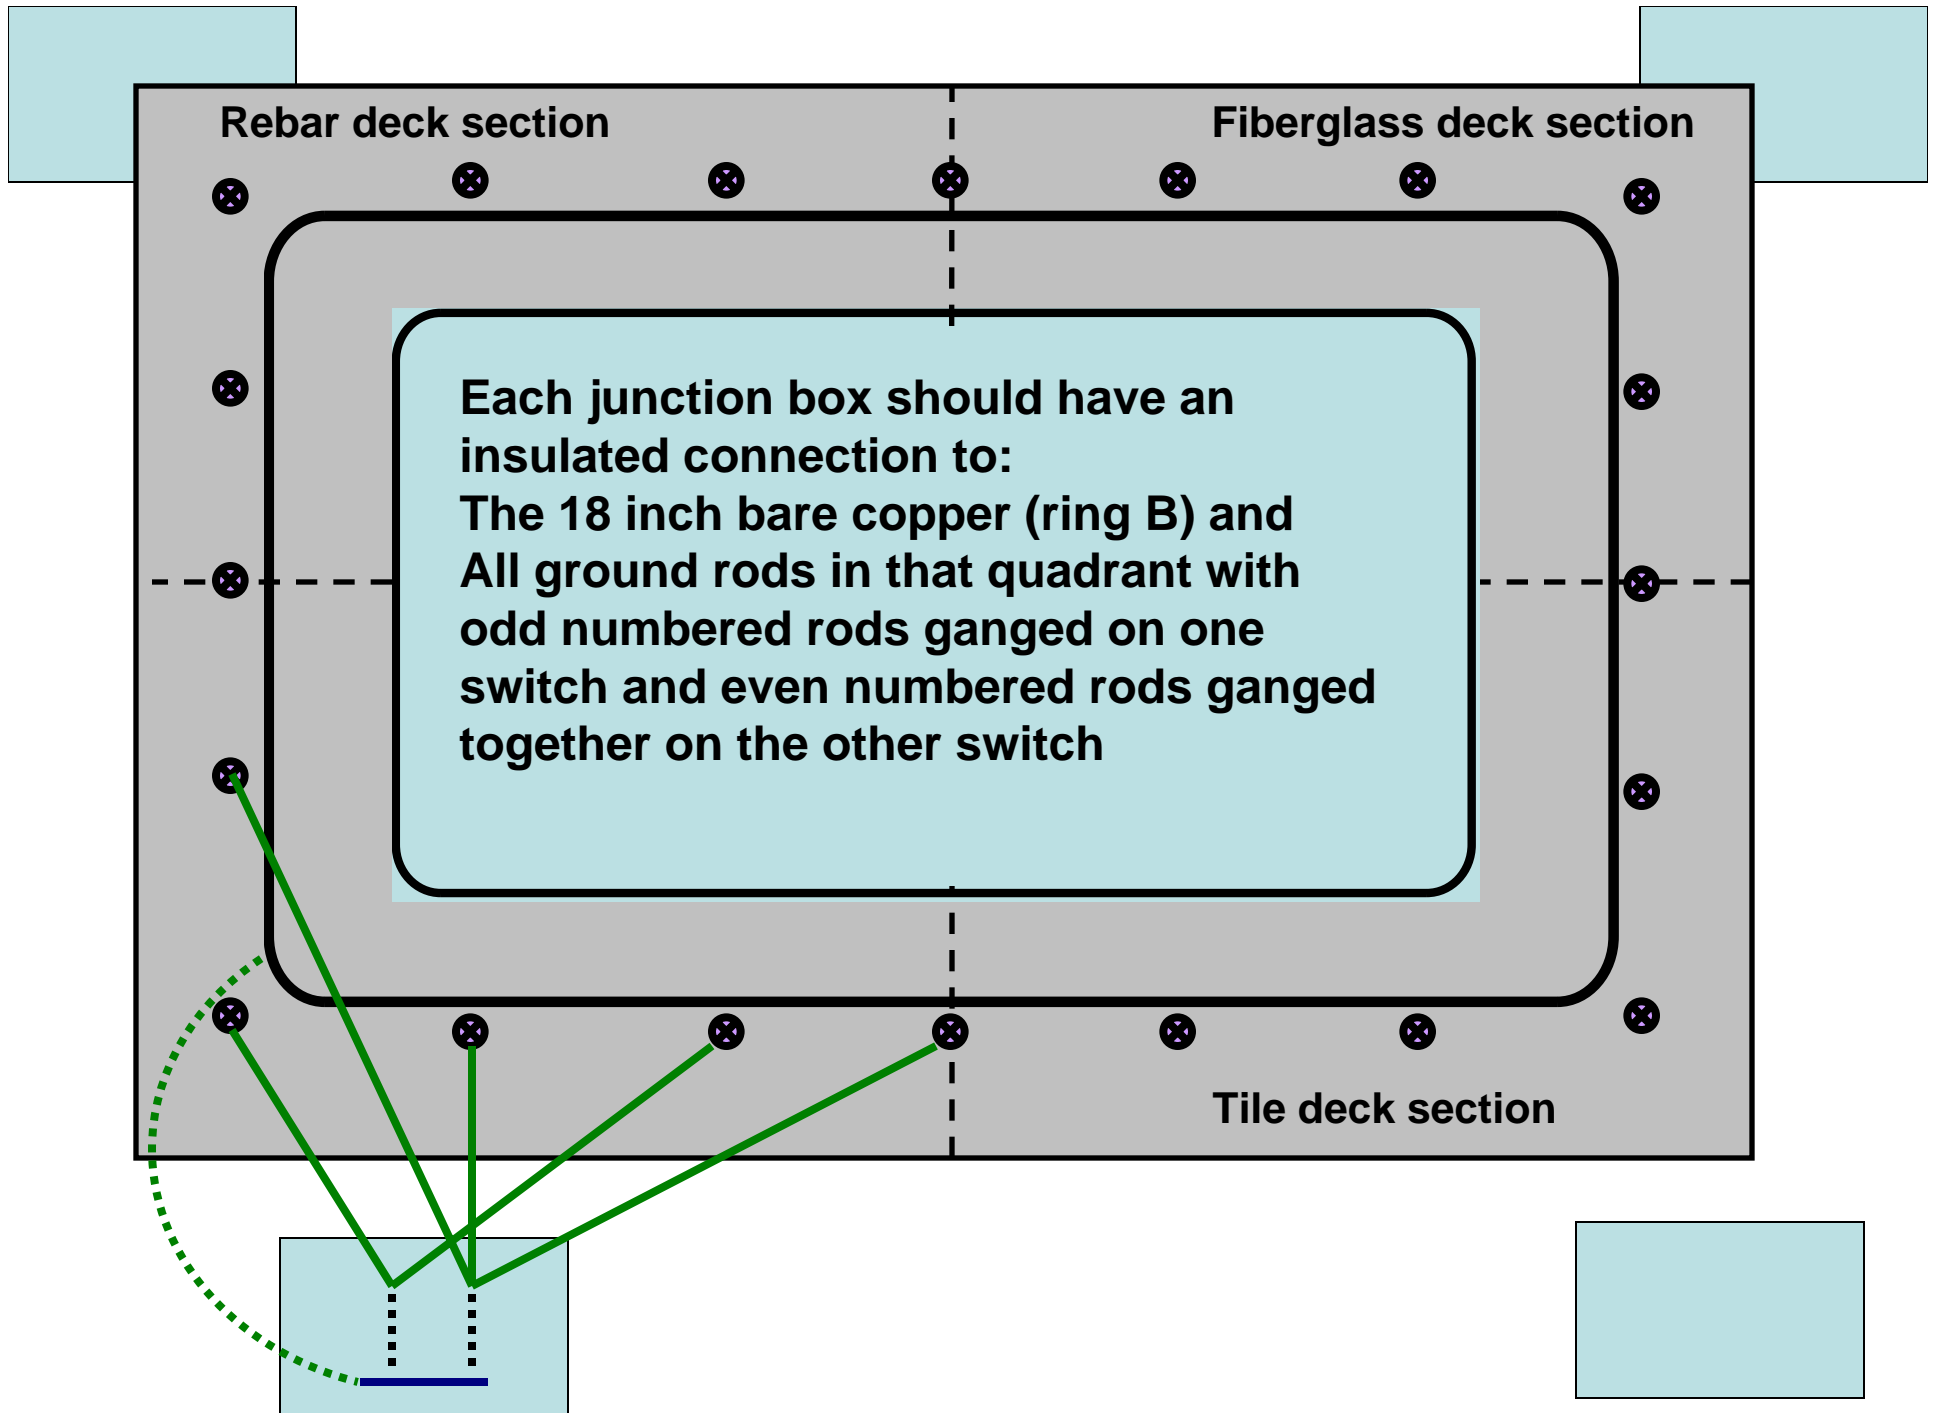 Rebar deck section
Fiberglass deck section
Each junction box should have an
insulated connection to:
The 18 inch bare copper (ring B) and
All ground rods in that quadrant with
odd numbered rods ganged on one
switch and even numbered rods ganged
together on the other switch
Tile deck section